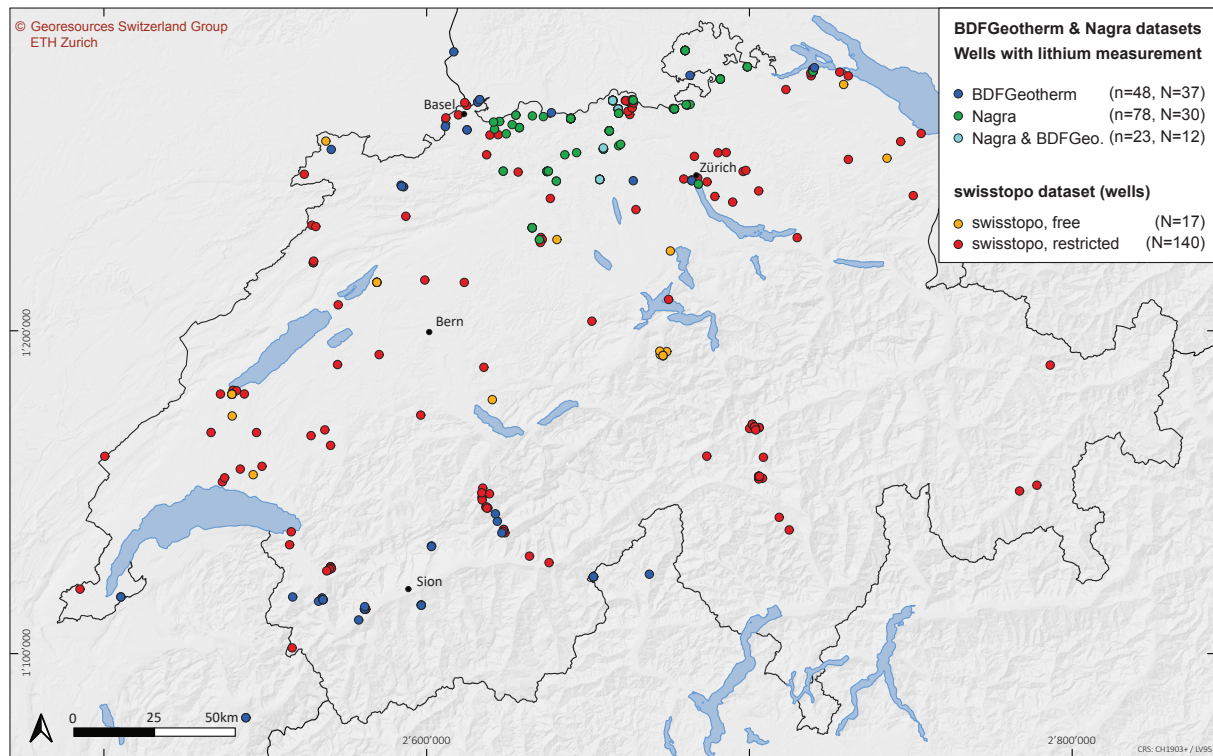 © Georesources Switzerland Group
ETH Zurich
BDFGeotherm & Nagra datasets
Wells with lithium measurement
BDFGeotherm (n=48, N=37)
Nagra (n=78, N=30)
Nagra & BDFGeo. (n=23, N=12)
swisstopo dataset (wells)
swisstopo, free (N=17)
swisstopo, restricted (N=140)
Basel
Zürich
Bern
Sion
1'200'000
1'100'000
0 25 50km
2'600'000
2'800'000
CRS: CH1903+ / LV95